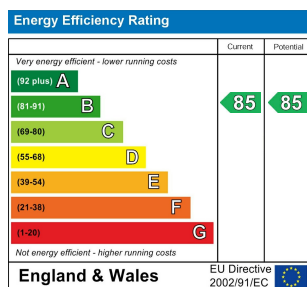 Energy Efficiency Rating
Current Potential
Very energy efficient - lower running costs
(92 plus) A
(81-91) B 85 85
(69-80) C
(55-68) D
(39-54) E
(21-38) F
(1-20) G
Not energy efficient - higher running costs
England & Wales
EU Directive
2002/91/EC